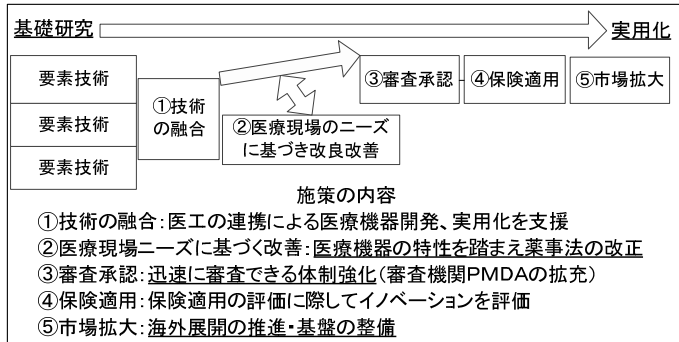 基礎研究
実用化
要素技術
要素技術
要素技術
①技術
の融合
②医療現場のニーズ
に基づき改良改善
③審査承認
④保険適用
⑤市場拡大
施策の内容
①技術の融合：医工の連携による医療機器開発、実用化を支援
②医療現場ニーズに基づく改善：医療機器の特性を踏まえ薬事法の改正
③審査承認：迅速に審査できる体制強化（審査機関PMDAの拡充）
④保険適用：保険適用の評価に際してイノベーションを評価
⑤市場拡大：海外展開の推進・基盤の整備